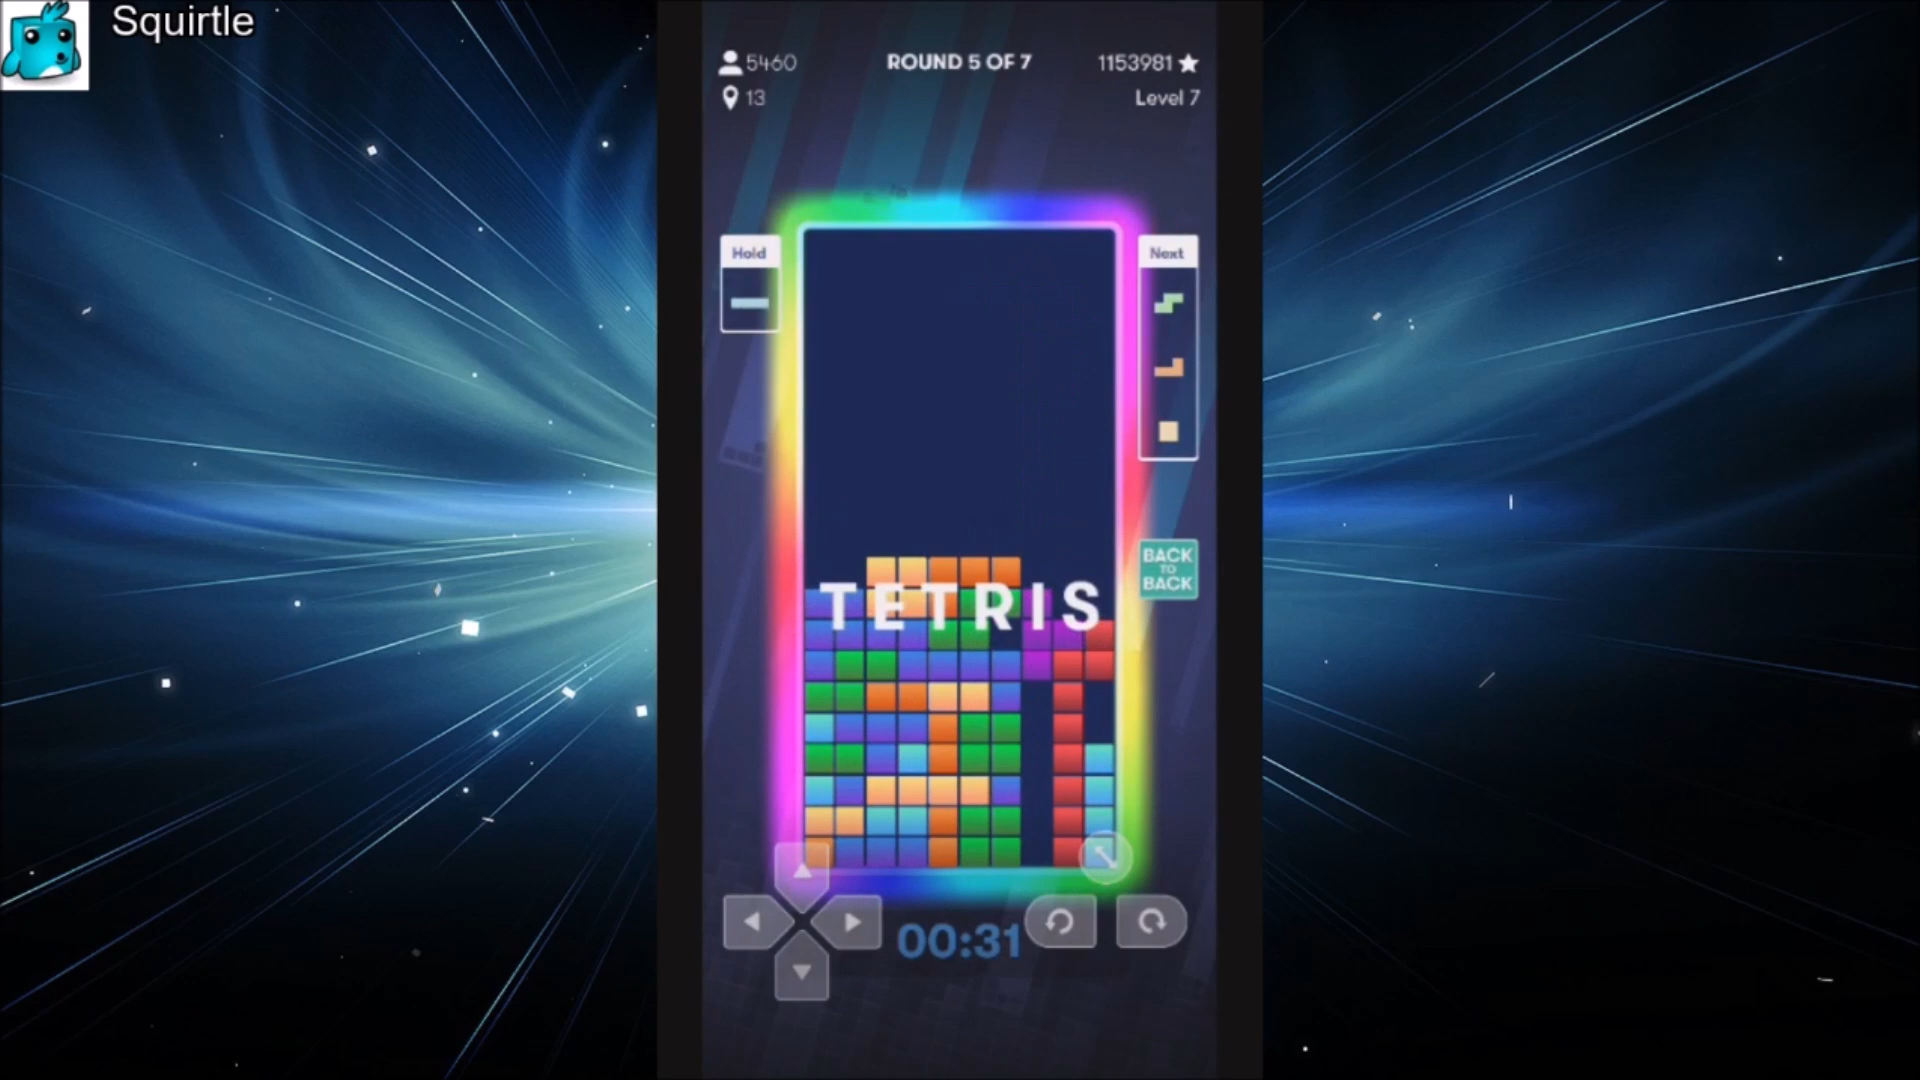 Squirtle
5460
ROUND 5 OF 7
1153981
13
Level 7
Hold
Next
BACK
TO
BACK
TETRIS
00:31